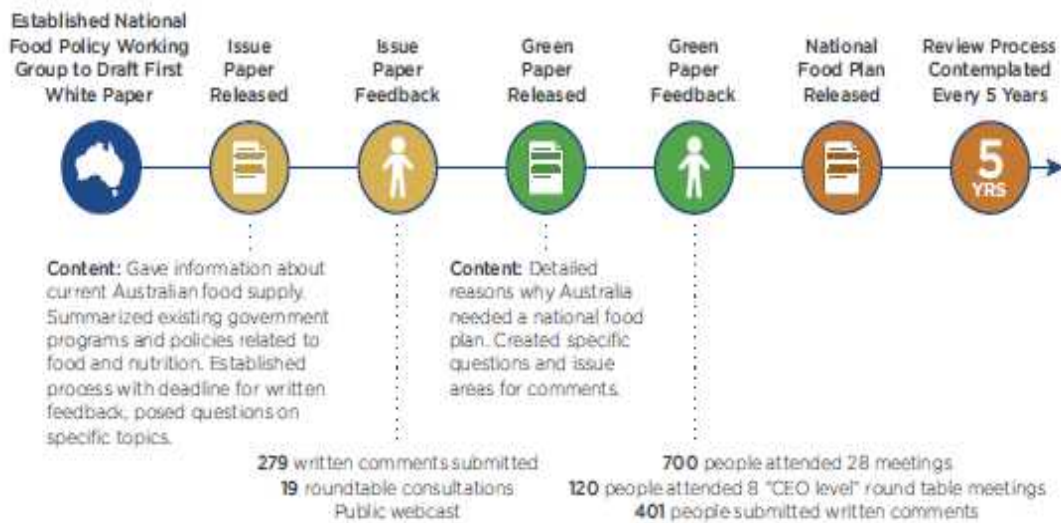 Established National
Food Policy Working
Group to Draft First
White Paper
Issue
Paper
Released
Issue
Paper
Feedback
Green
Paper
Released
Green
Paper
Feedback
National
Food Plan
Released
Review Process
Contemplated
Every 5 Years
5
YRS
Content: Gave information about
current Australian food supply.
Summarized existing government
programs and policies related to
food and nutrition. Established
process with deadline for written
feedback, posed questions on
specific topics.
Content: Detailed
reasons why Australia
needed a national food
plan. Created specific
questions and issue
areas for comments.
279 written comments submitted
19 roundtable consultations
Public webcast
700 people attended 28 meetings
120 people attended 8 "CEO level" round table meetings
401 people submitted written comments